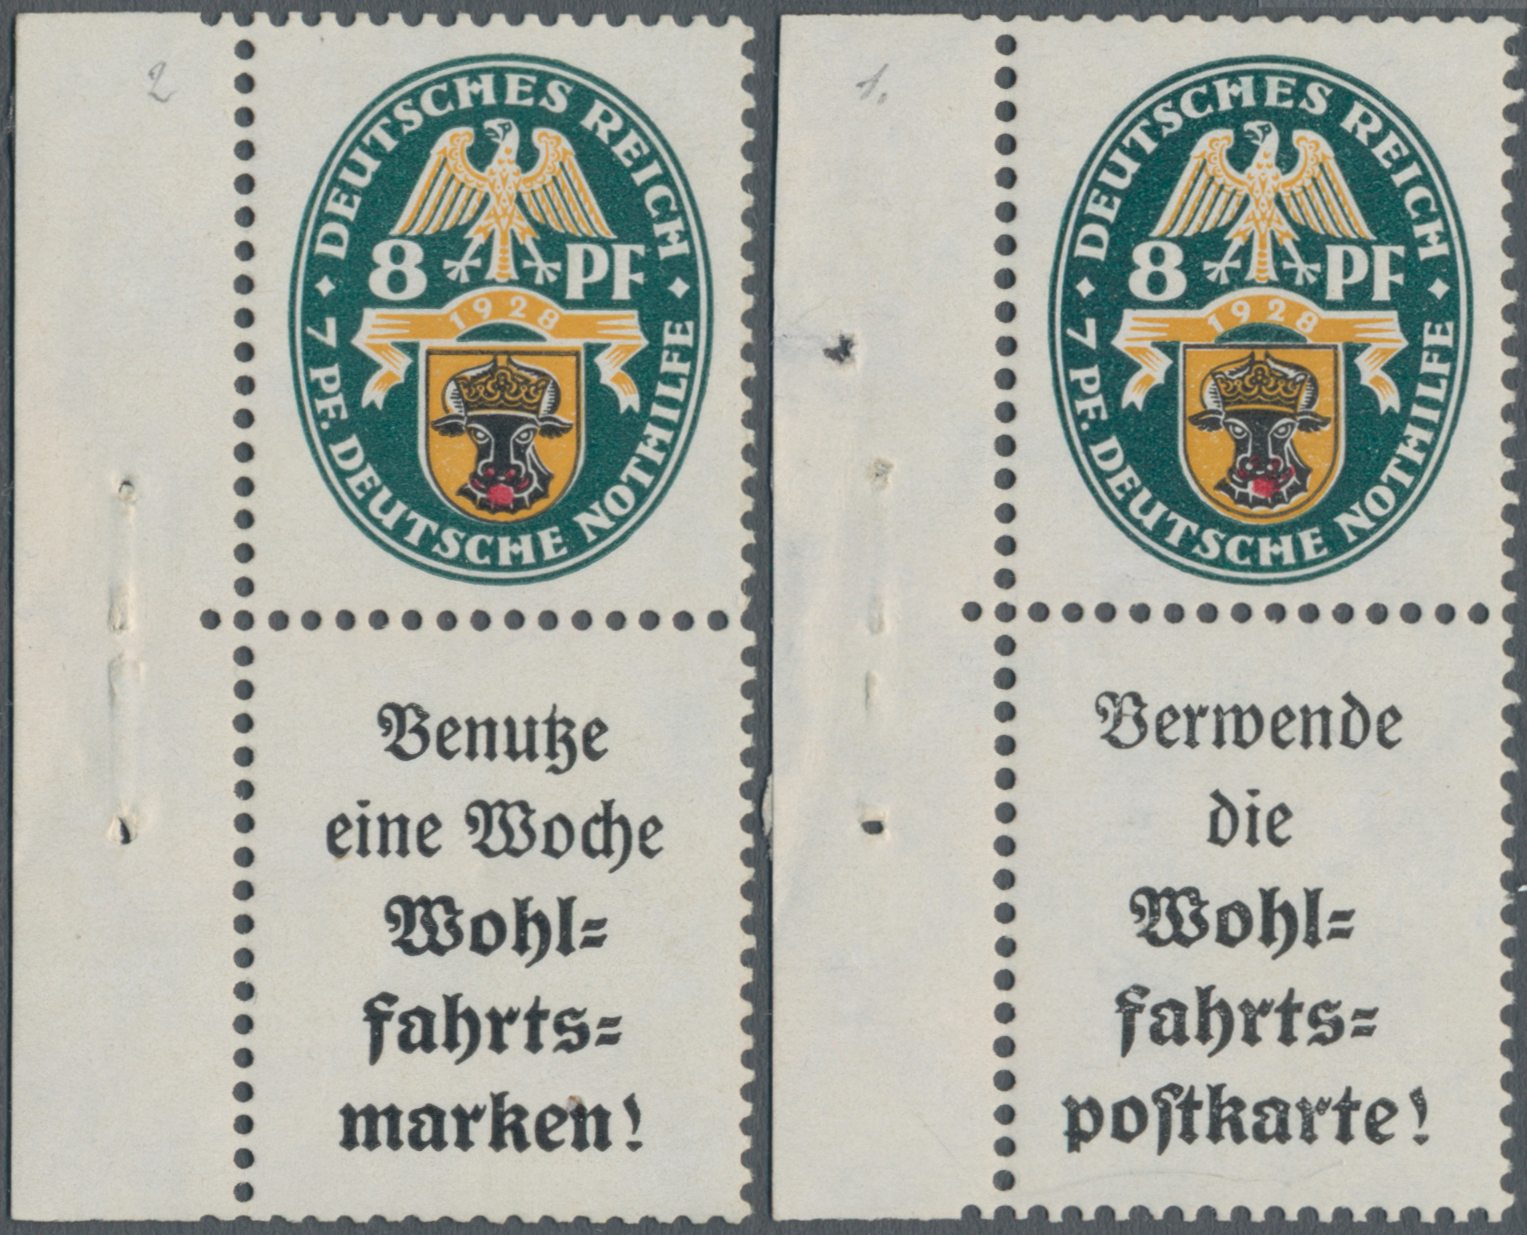 2
DEUTSCHES REICH
8 PF
1928
7 PF. DEUTSCHE NOTHILFE
Benutze
eine Woche
Wohl=
fahrts=
marken!
1.
DEUTSCHES REICH
8 PF
1928
7 PF. DEUTSCHE NOTHILFE
Verwende
die
Wohl=
fahrts=
poſtkarte!